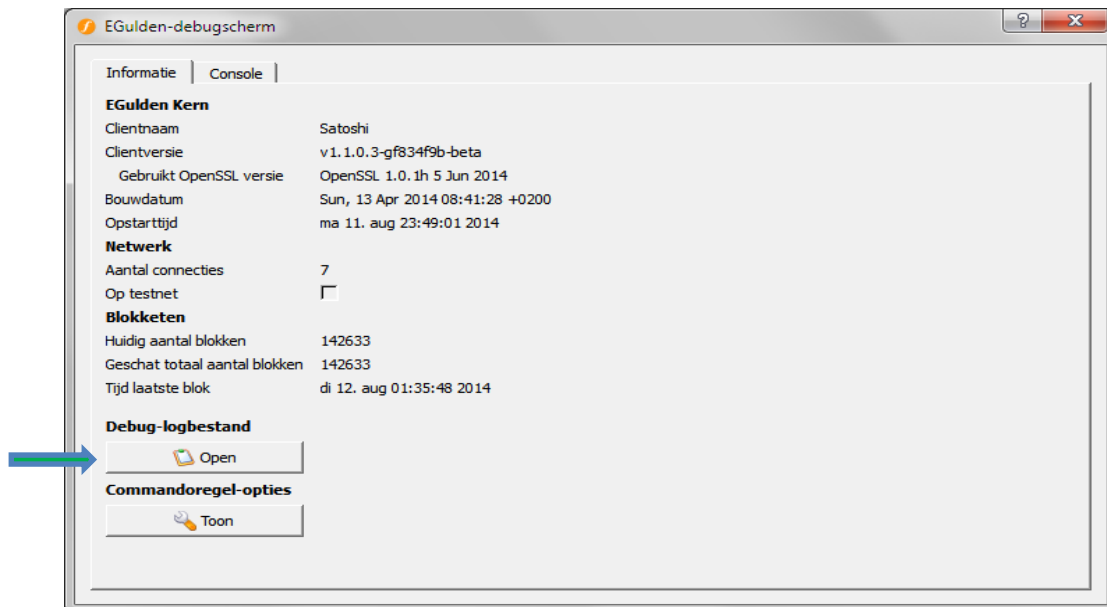 EGulden-debugscherm
Informatie Console
EGulden Kern
Clientnaam Satoshi
Clientversie v1.1.0.3-gf834f9b-beta
Gebruikt OpenSSL versie OpenSSL 1.0.1h 5 Jun 2014
Bouwdatum Sun, 13 Apr 2014 08:41:28 +0200
Opstarttijd ma 11. aug 23:49:01 2014
Netwerk
Aantal connecties 7
Op testnet
Blokketen
Huidig aantal blokken 142633
Geschat totaal aantal blokken 142633
Tijd laatste blok di 12. aug 01:35:48 2014
Debug-logbestand
Open
Commandoregel-opties
Toon